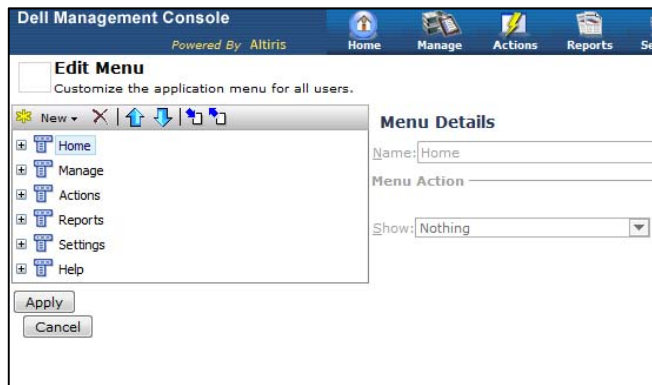 Dell Management Console
Powered By Altiris
Home Manage Actions Reports
Edit Menu
Customize the application menu for all users.
New
Home
Manage
Actions
Reports
Settings
Help
Menu Details
Name: Home
Menu Action
Show: Nothing
Apply
Cancel